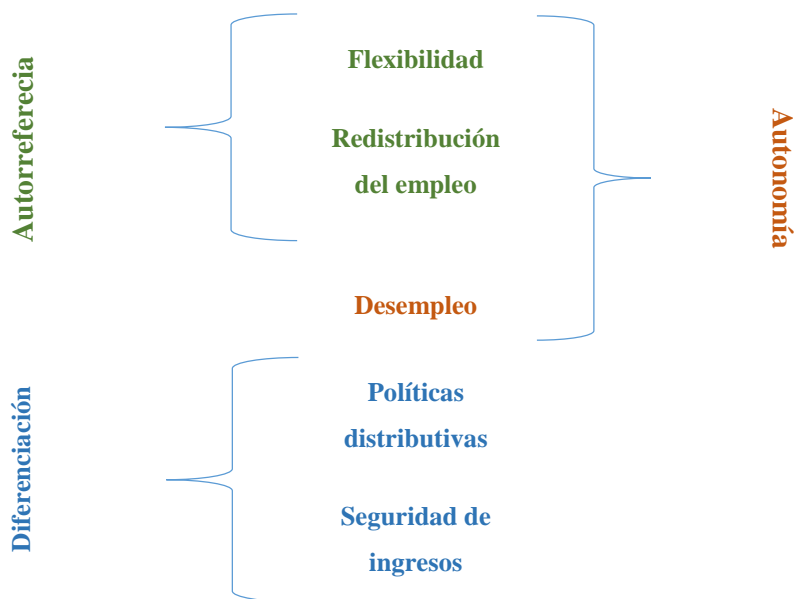 Autorreferecia
Flexibilidad
Redistribución
del empleo
Autonomía
Desempleo
Diferenciación
Políticas
distributivas
Seguridad de
ingresos